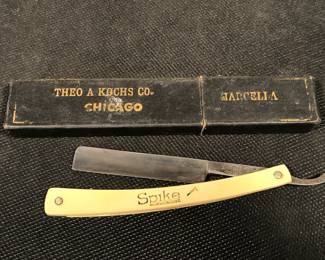 THEO A KOCHS CO.
CHICAGO
MARCELLA
Spike